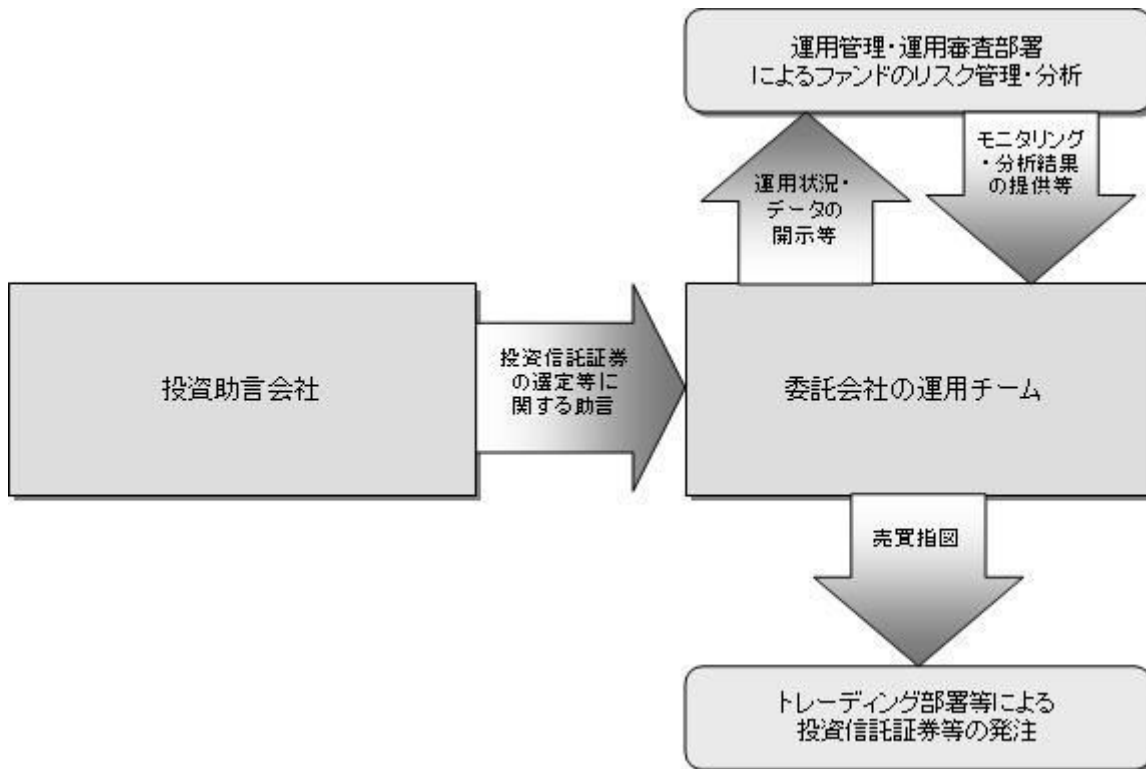 運用管理・運用審査部署
によるファンドのリスク管理・分析
運用状況・
データの
開示等
モニタリング
・分析結果
の提供等
投資助言会社
投資信託証券
の選定等に
関する助言
委託会社の運用チーム
売買指図
トレーディング部署等による
投資信託証券等の発注